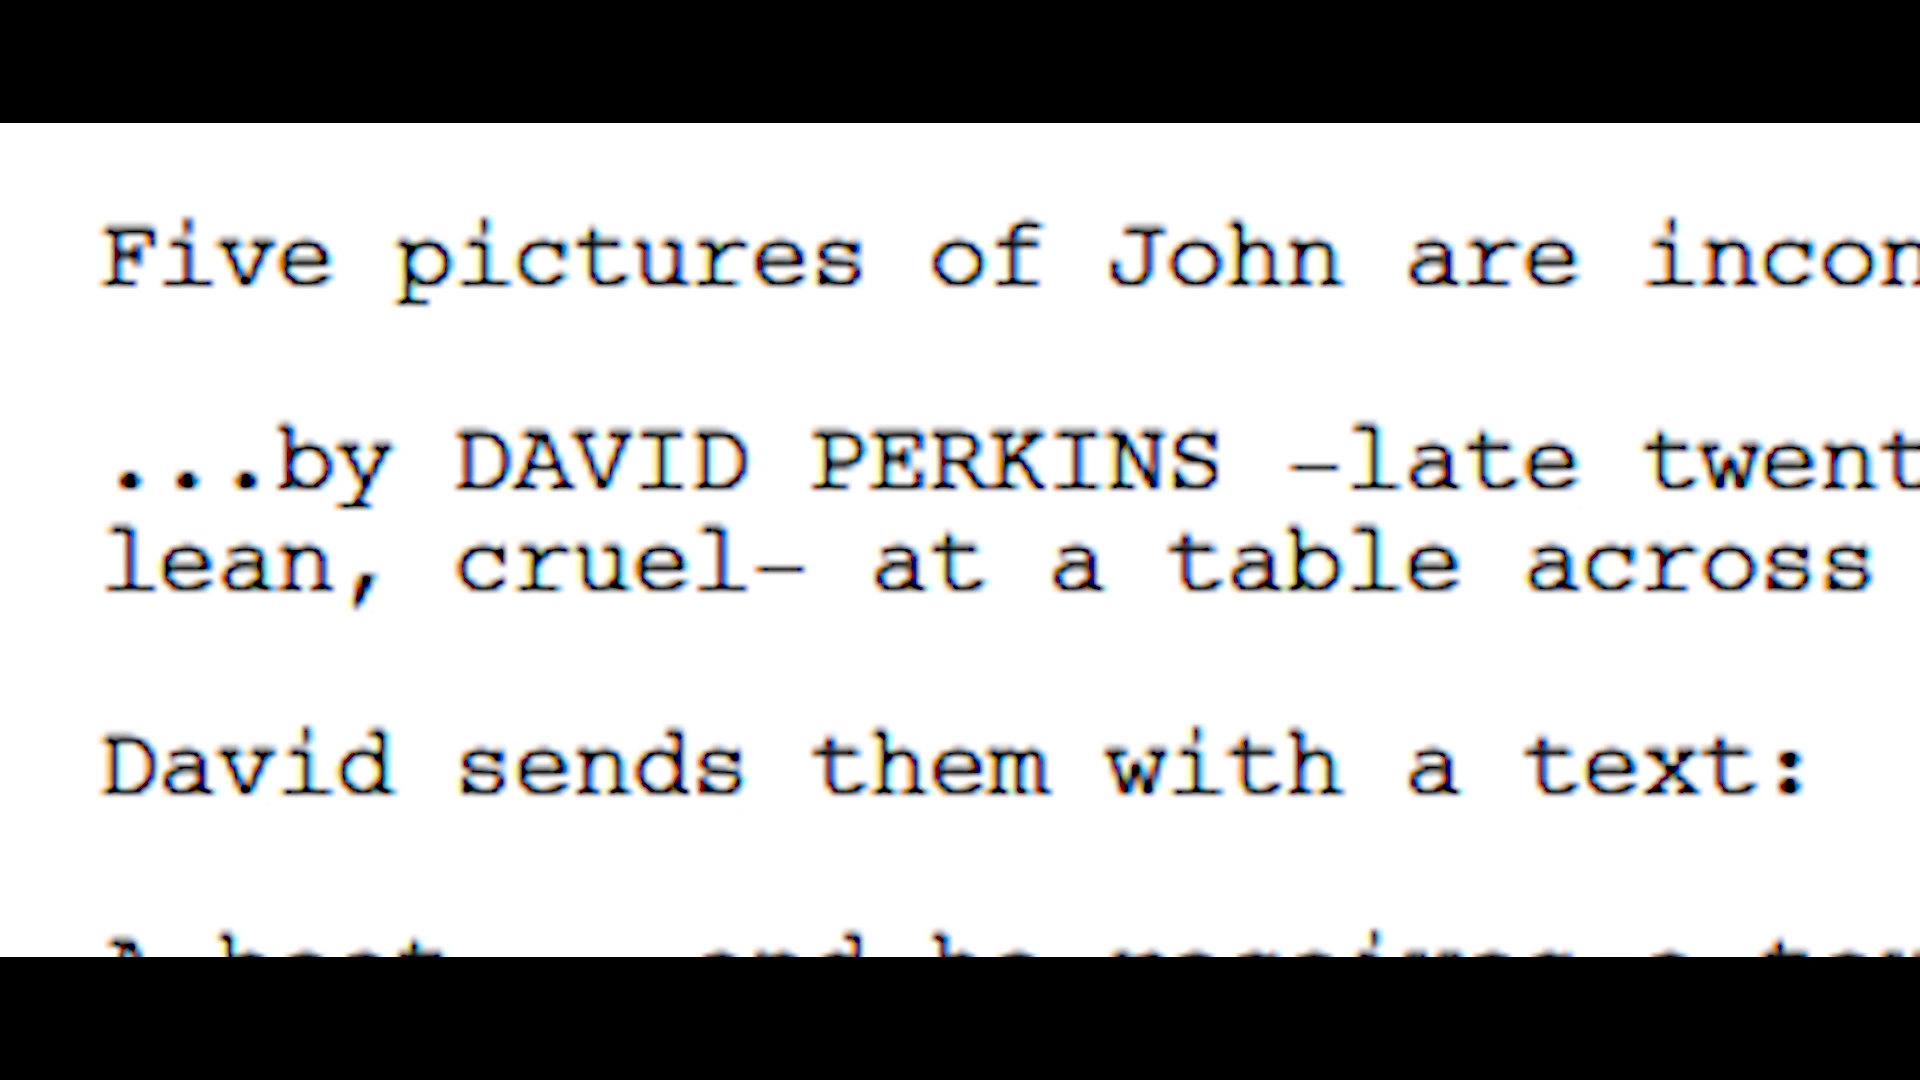 Five pictures of John are incon
...by DAVID PERKINS –late twent
lean, cruel– at a table across
David sends them with a text: